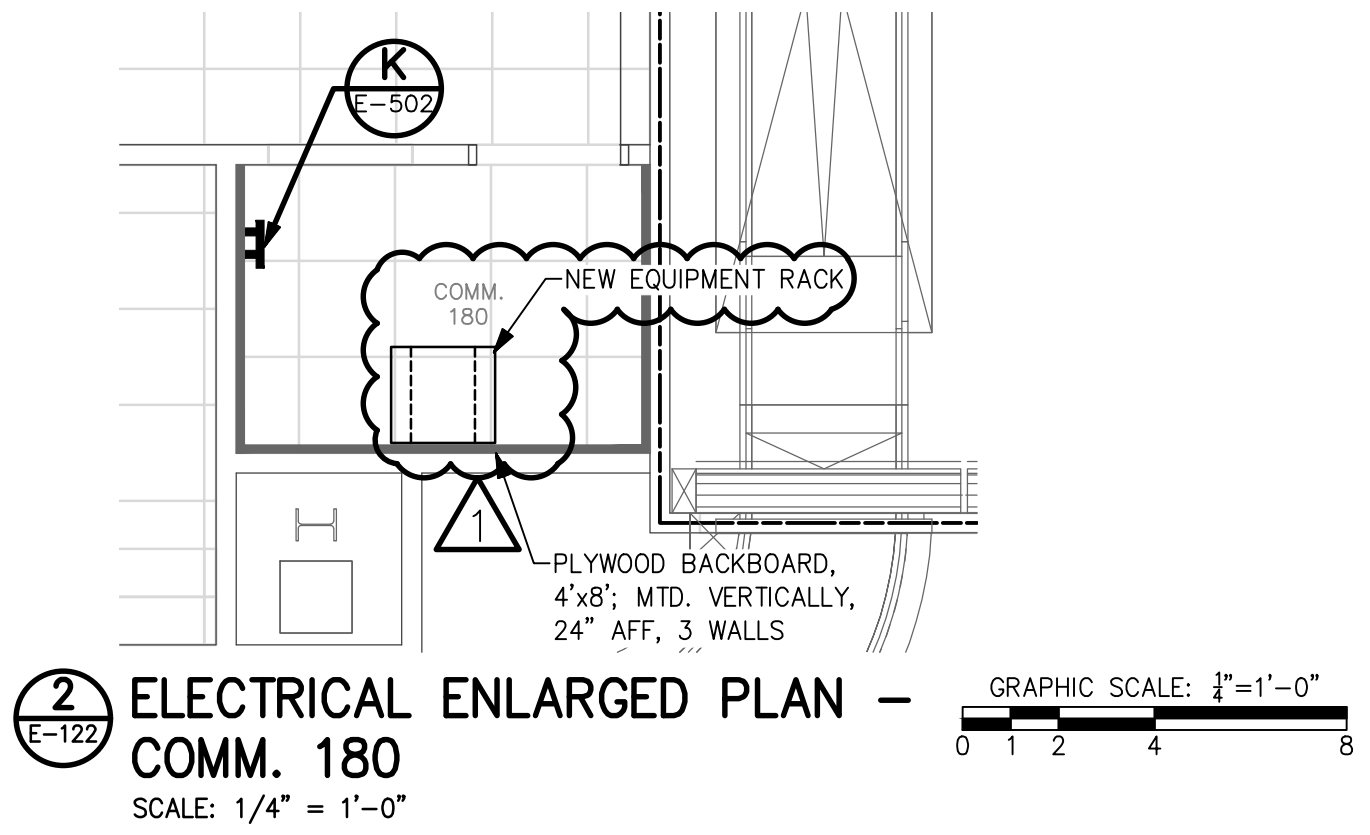 K
E-502
NEW EQUIPMENT RACK
COMM.
180
1
PLYWOOD BACKBOARD,
4'x8'; MTD. VERTICALLY,
24" AFF, 3 WALLS
2
E-122
ELECTRICAL ENLARGED PLAN -
COMM. 180
SCALE: 1/4" = 1'-0"
GRAPHIC SCALE: 1/4"=1'-0"
0 1 2 4 8